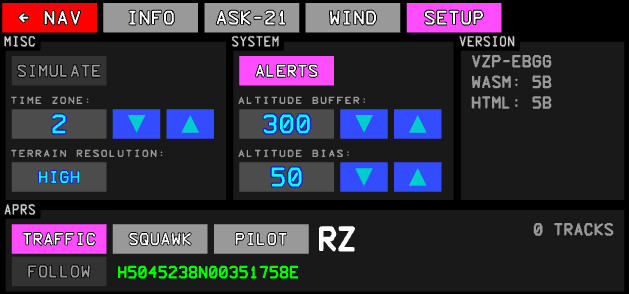 ← NAV INFO ASK-21 WIND SETUP
MISC SYSTEM VERSION
SIMULATE ALERTS VZP-EBGG
WASM: 5B
TIME ZONE: ALTITUDE BUFFER: HTML: 5B
2 ▼ ▲ 300 ▼ ▲
TERRAIN RESOLUTION: ALTITUDE BIAS:
HIGH 50 ▼ ▲
APRS
TRAFFIC SQUAWK PILOT RZ 0 TRACKS
FOLLOW H5045238N00351758E